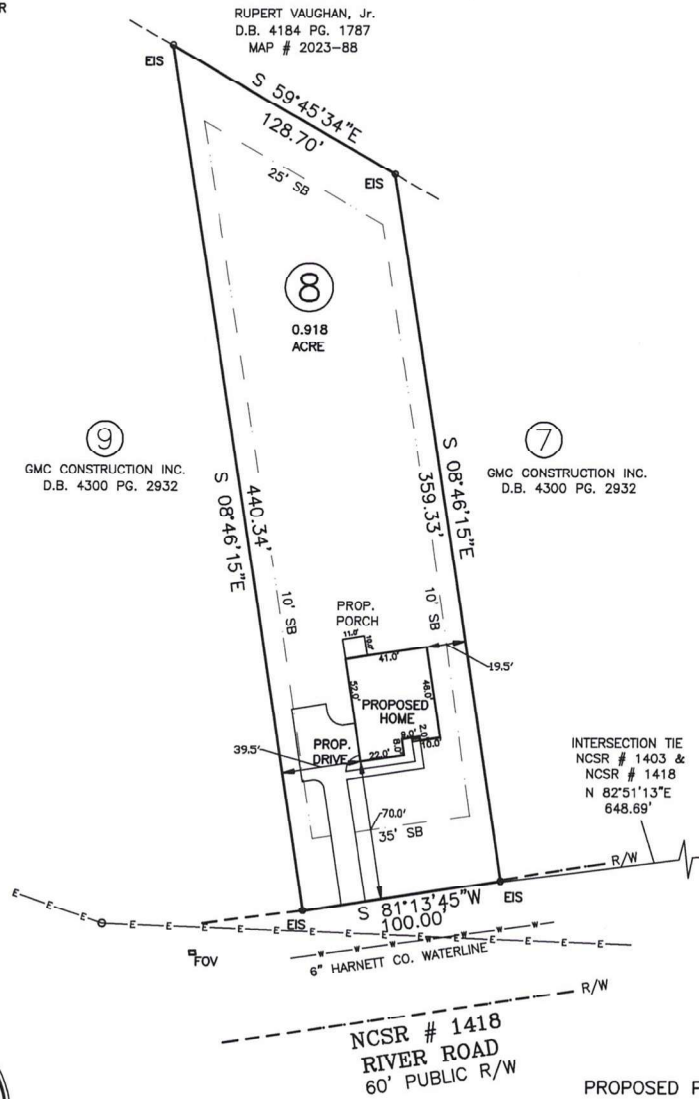 R
RUPERT VAUGHAN, Jr.
D.B. 4184 PG. 1787
MAP # 2023-88
EIS
S 59°45'34"E
128.70'
25' SB
EIS
8
0.918
ACRE
9
GMC CONSTRUCTION INC.
D.B. 4300 PG. 2932
7
GMC CONSTRUCTION INC.
D.B. 4300 PG. 2932
S 08°46'15"E
440.34'
S 08°46'15"E
359.33'
10' SB
10' SB
PROP.
PORCH
11.0'
10.0'
41.0'
19.5'
52.0'
48.0'
PROPOSED
HOME
39.5'
PROP.
DRIVE
22.0'
8.0'
9.0'
2.0'
10.0'
70.0'
35' SB
INTERSECTION TIE
NCSR # 1403 &
NCSR # 1418
N 82°51'13"E
648.69'
R/W
S 81°13'45"W
100.00'
EIS
EIS
E E E E E E E E E E E
W W W W W W
FOV
6" HARNETT CO. WATERLINE
R/W
NCSR # 1418
RIVER ROAD
60' PUBLIC R/W
PROPOSED P